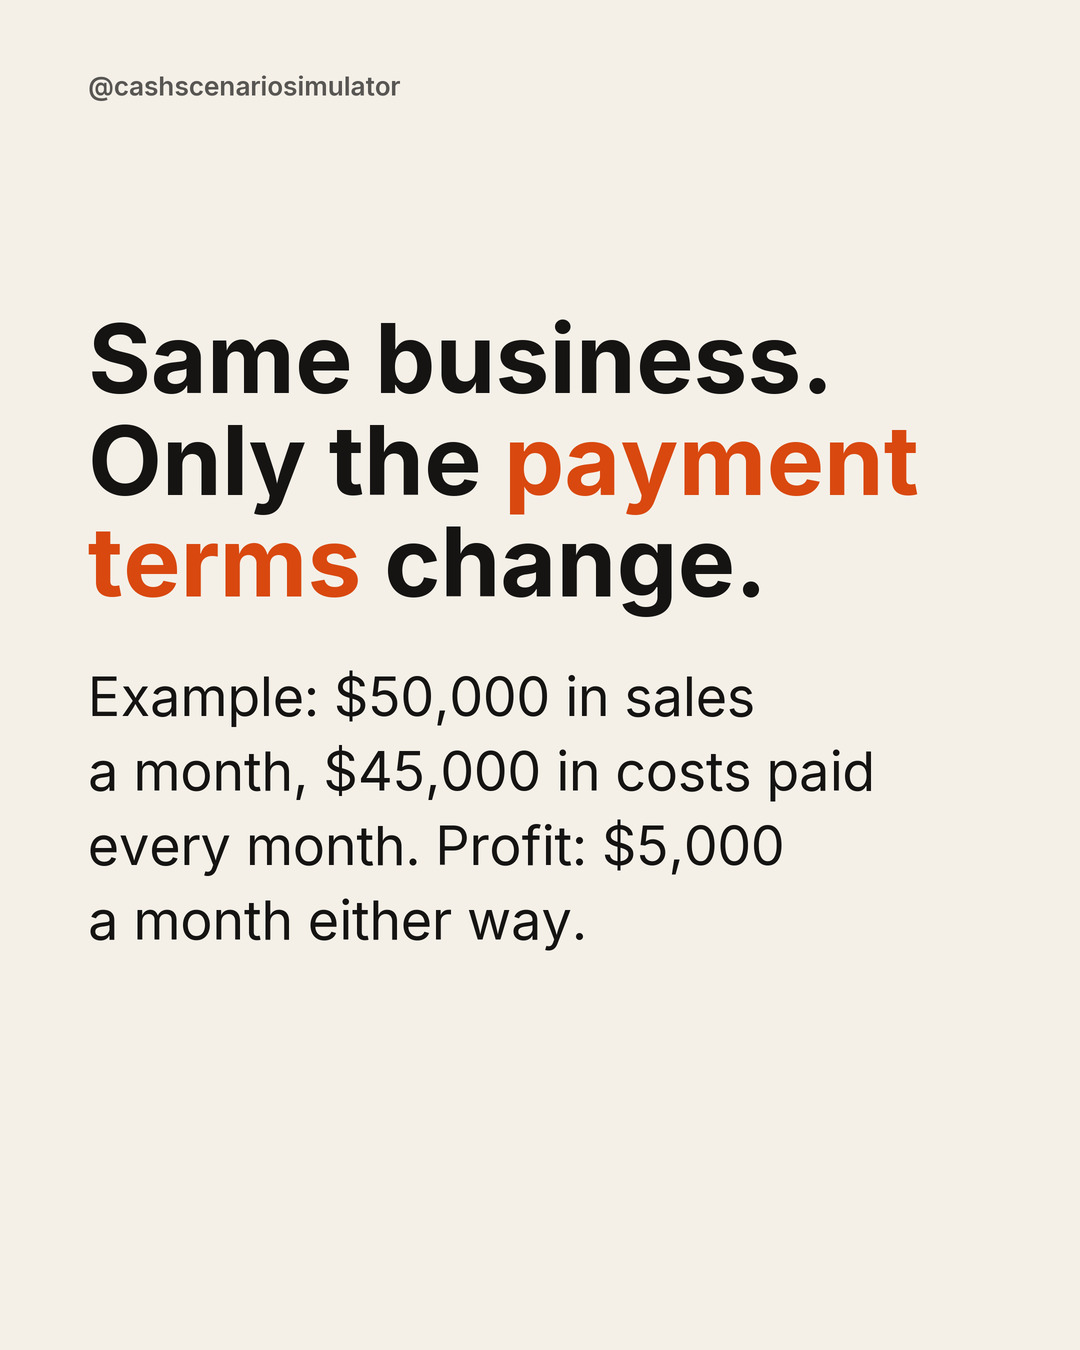 @cashscenariosimulator
Same business.
Only the payment
terms change.
Example: $50,000 in sales
a month, $45,000 in costs paid
every month. Profit: $5,000
a month either way.